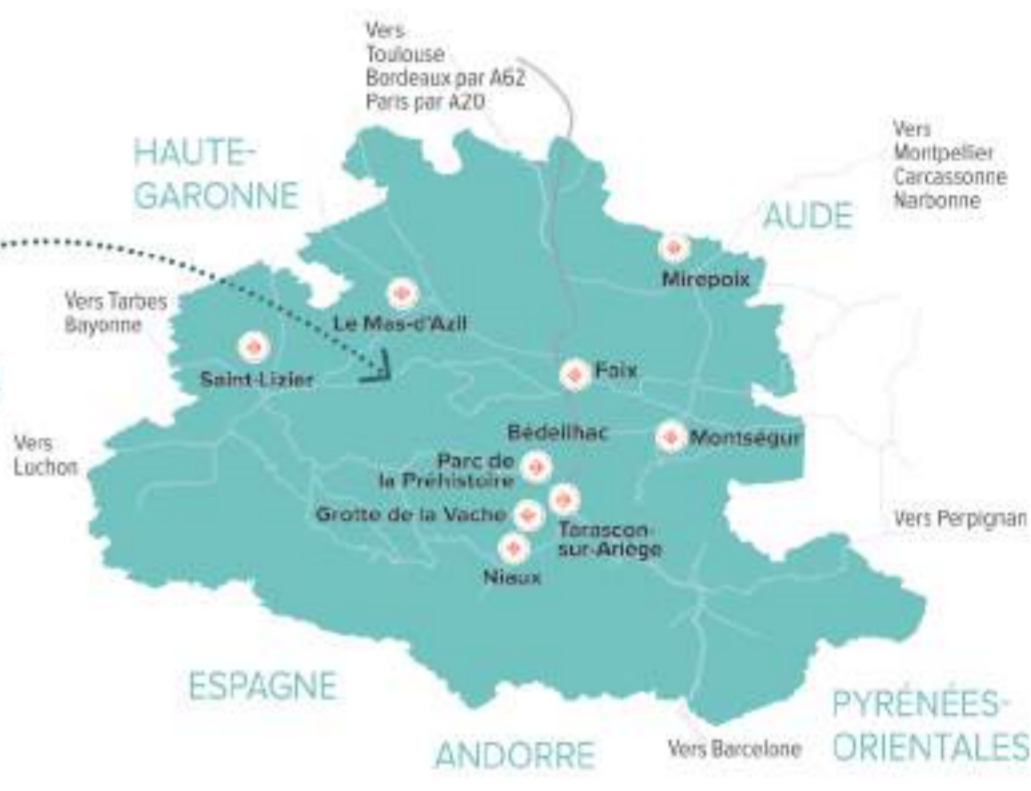 Vers
Toulouse
Bordeaux par A62
Paris par A20
HAUTE-
GARONNE
Vers
Montpellier
Carcassonne
Narbonne
AUDE
Mirepoix
Vers Tarbes
Bayonne
Le Mas-d'Azil
Saint-Lizier
Foix
Bédeilhac
Montségur
Vers
Luchon
Parc de
la Préhistoire
Grotte de la Vache
Tarascon-
sur-Ariège
Vers Perpignan
Niaux
ESPAGNE
PYRÉNÉES-
ORIENTALES
ANDORRE
Vers Barcelone